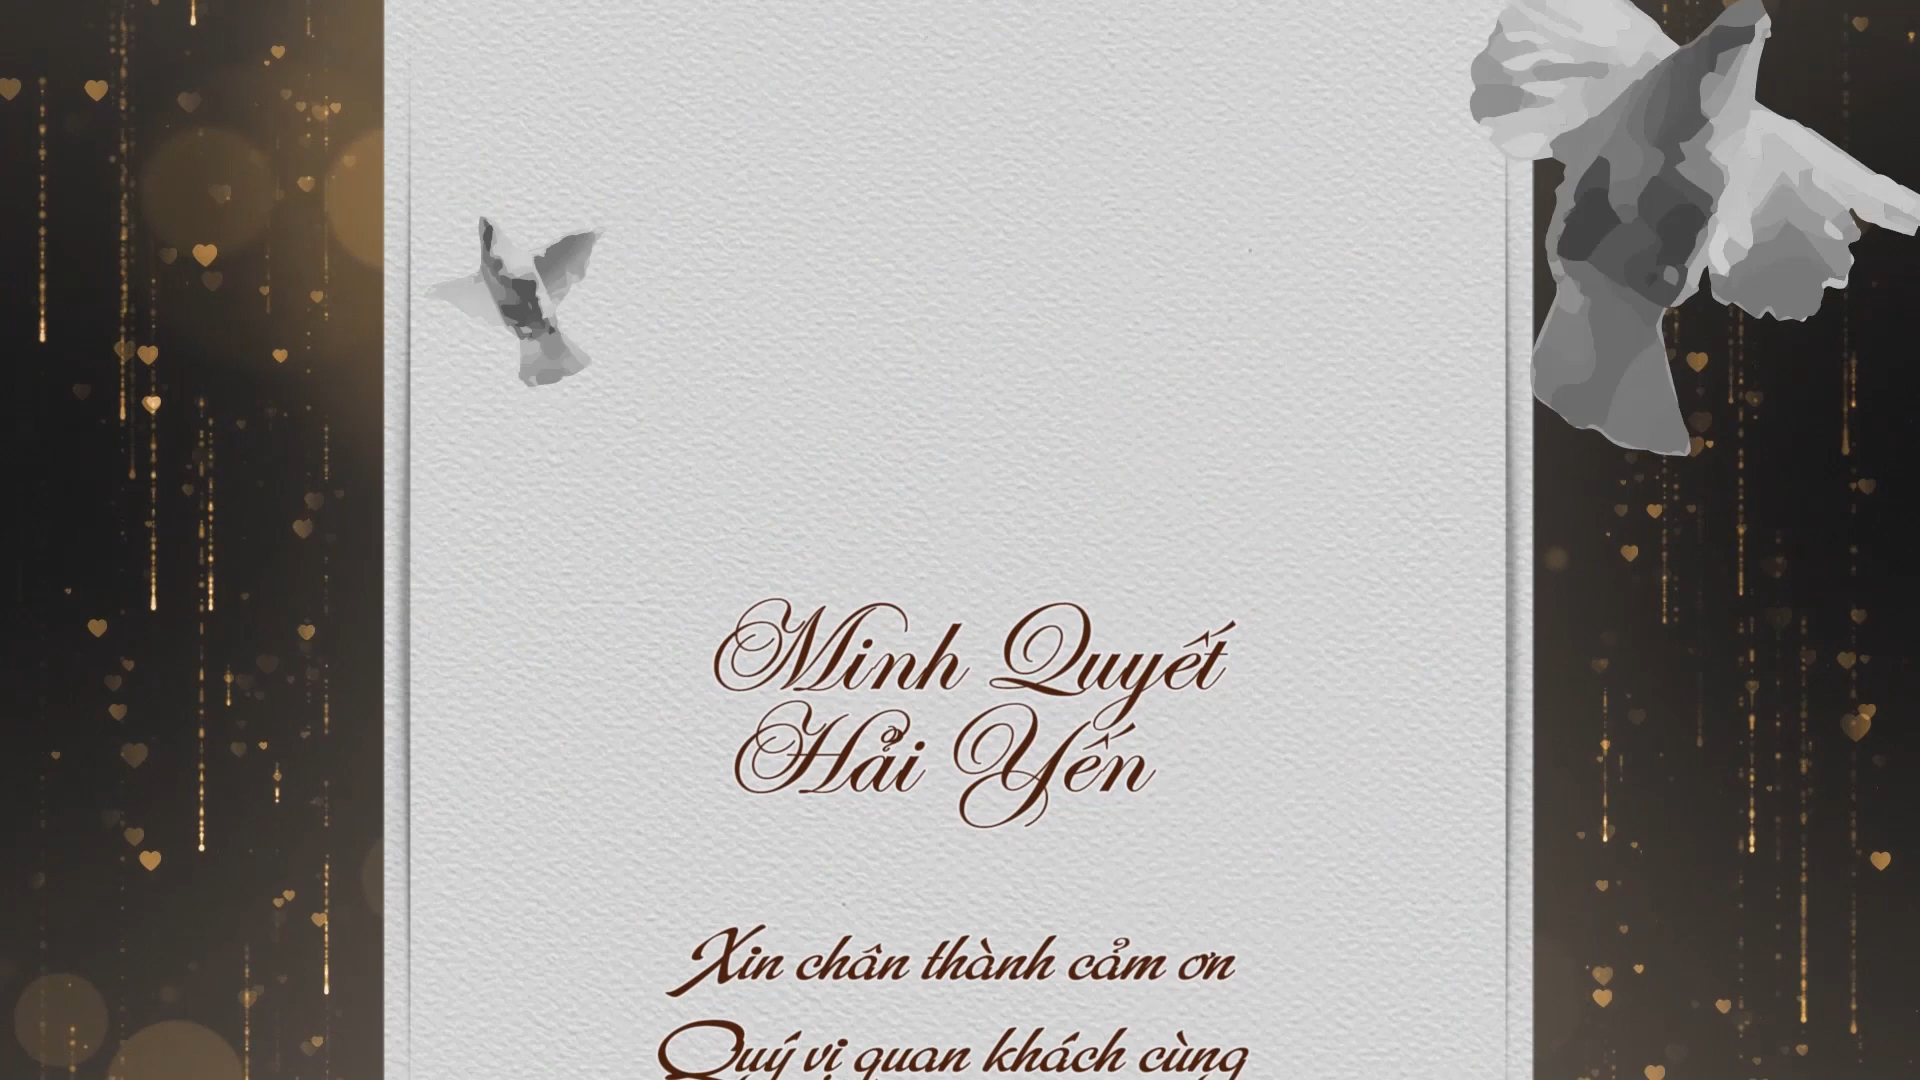 Minh Quyết
Hải Yến
Xin chân thành cảm ơn
Quý vị quan khách cùng